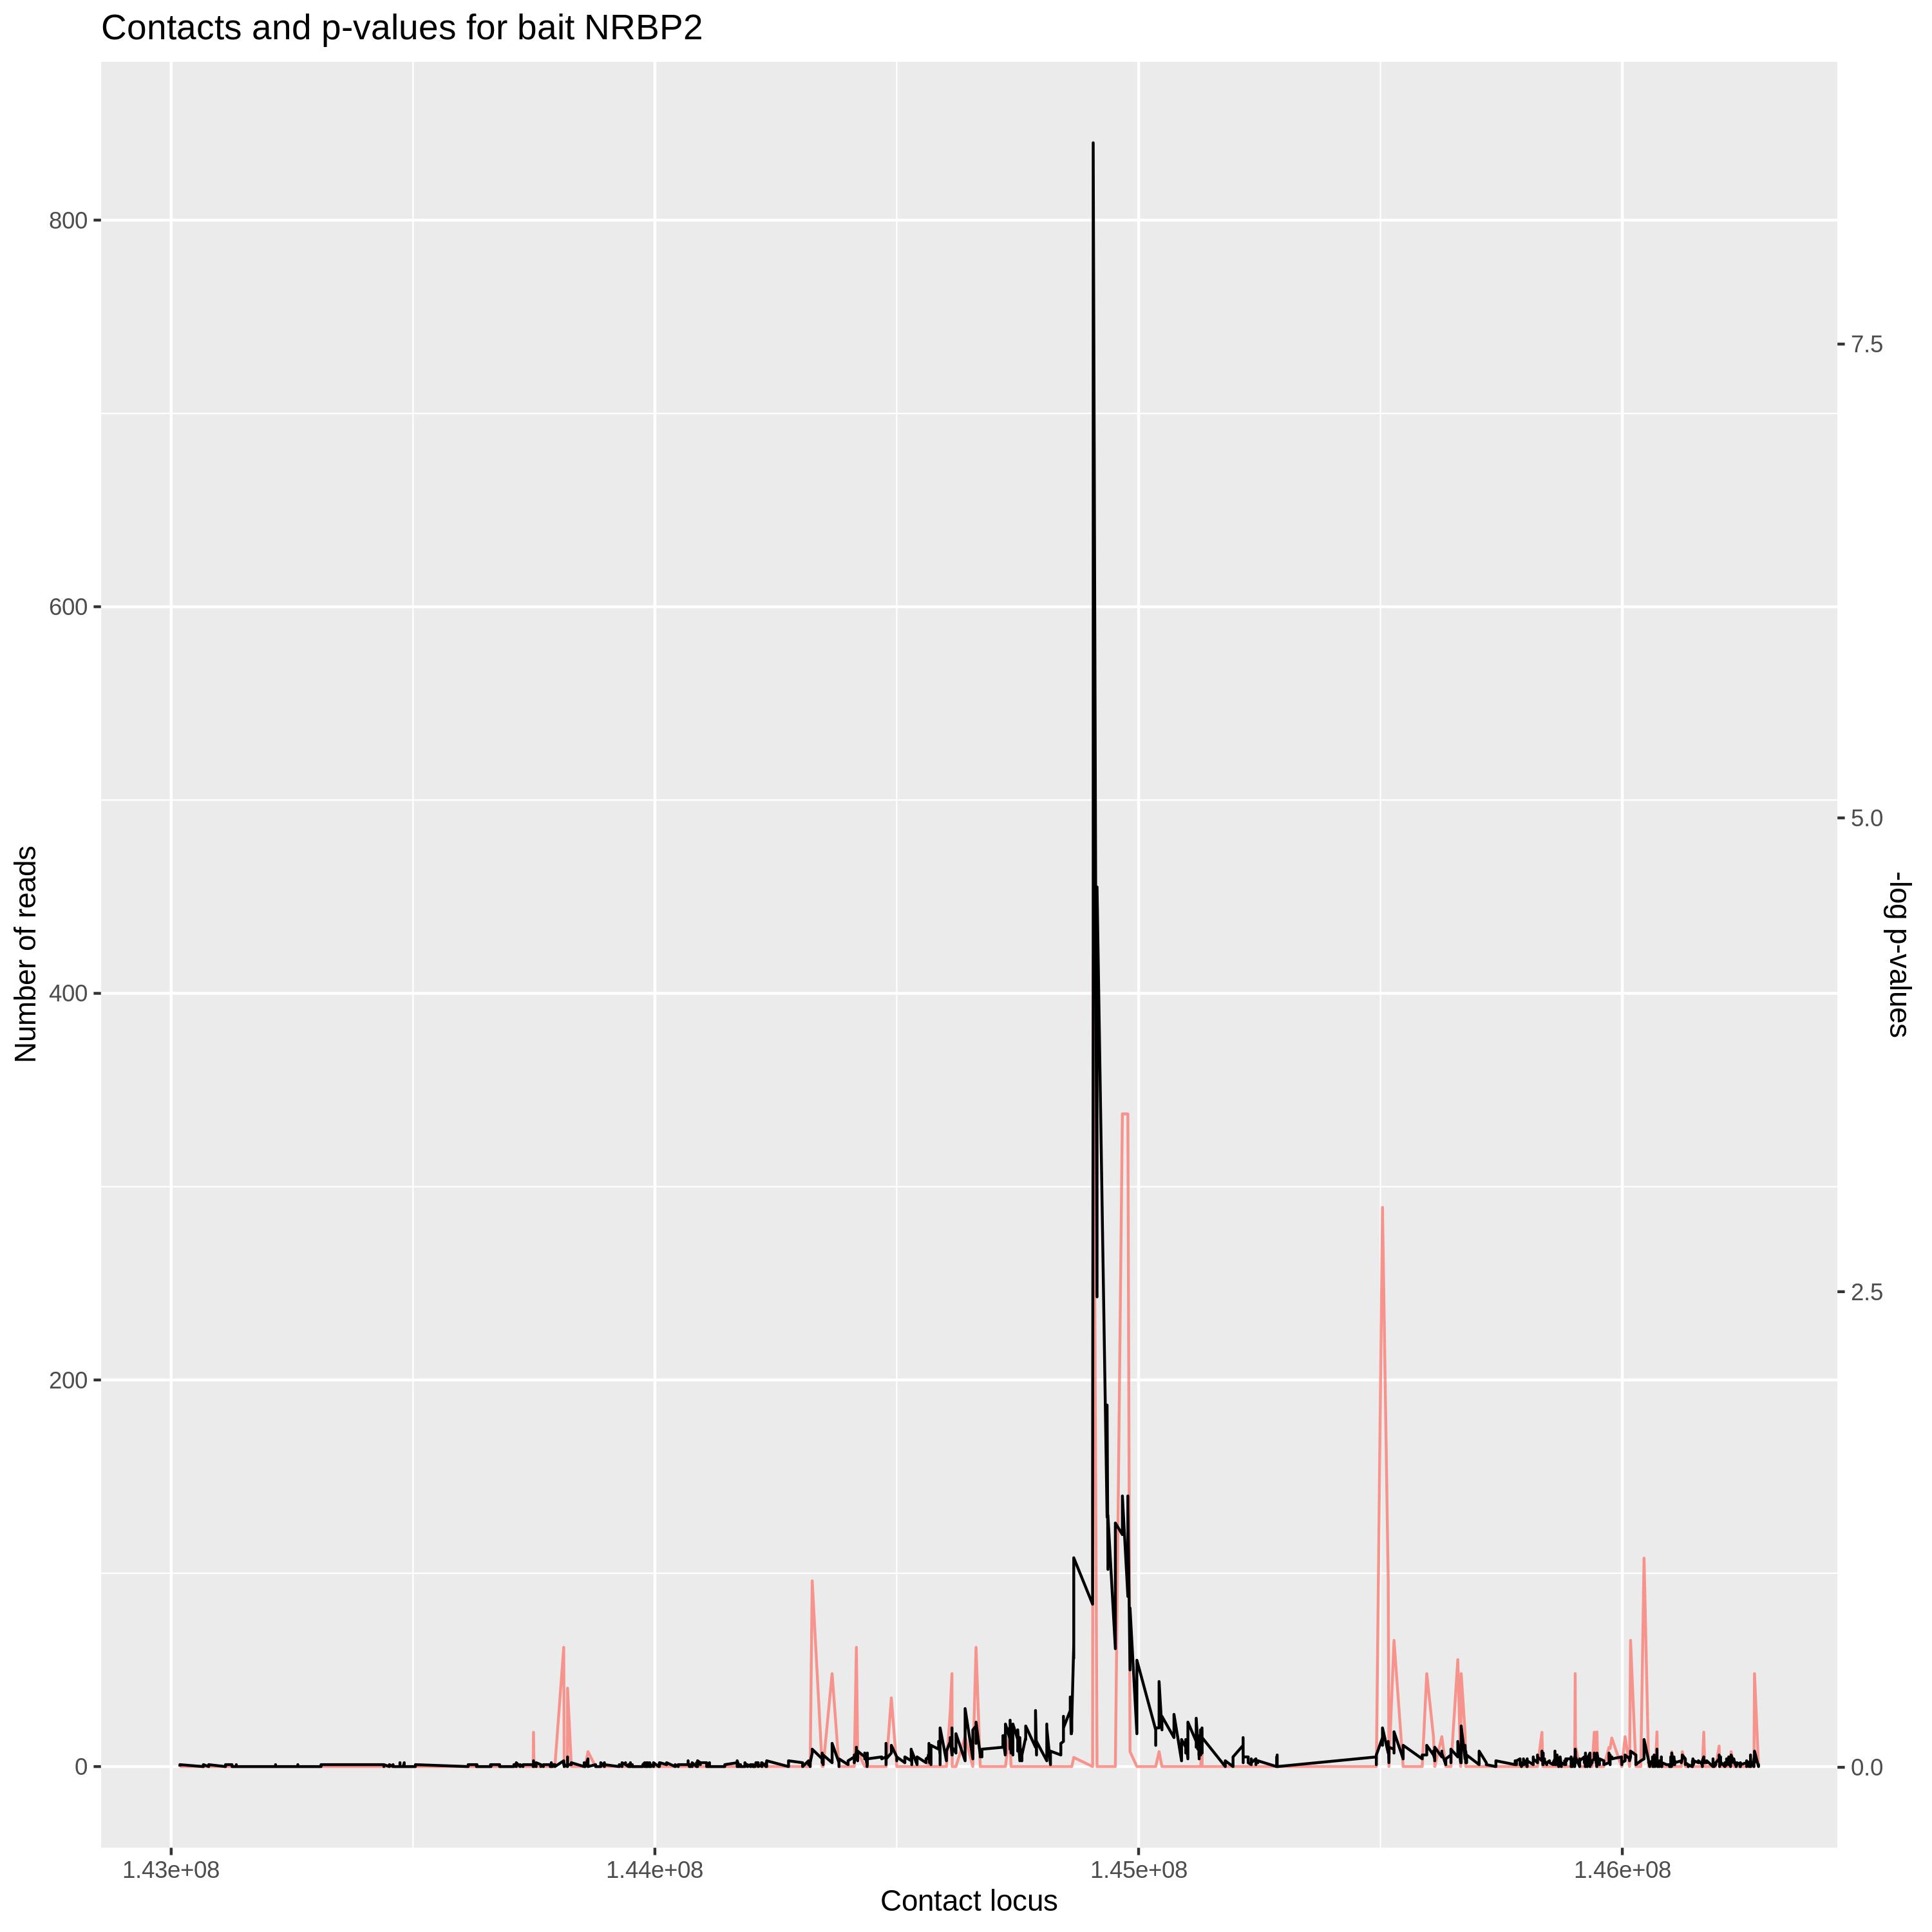 Contacts and p-values for bait NRBP2
800
600
400
200
0
Number of reads
7.5
5.0
2.5
0.0
-log p-values
1.43e+08
1.44e+08
1.45e+08
1.46e+08
Contact locus